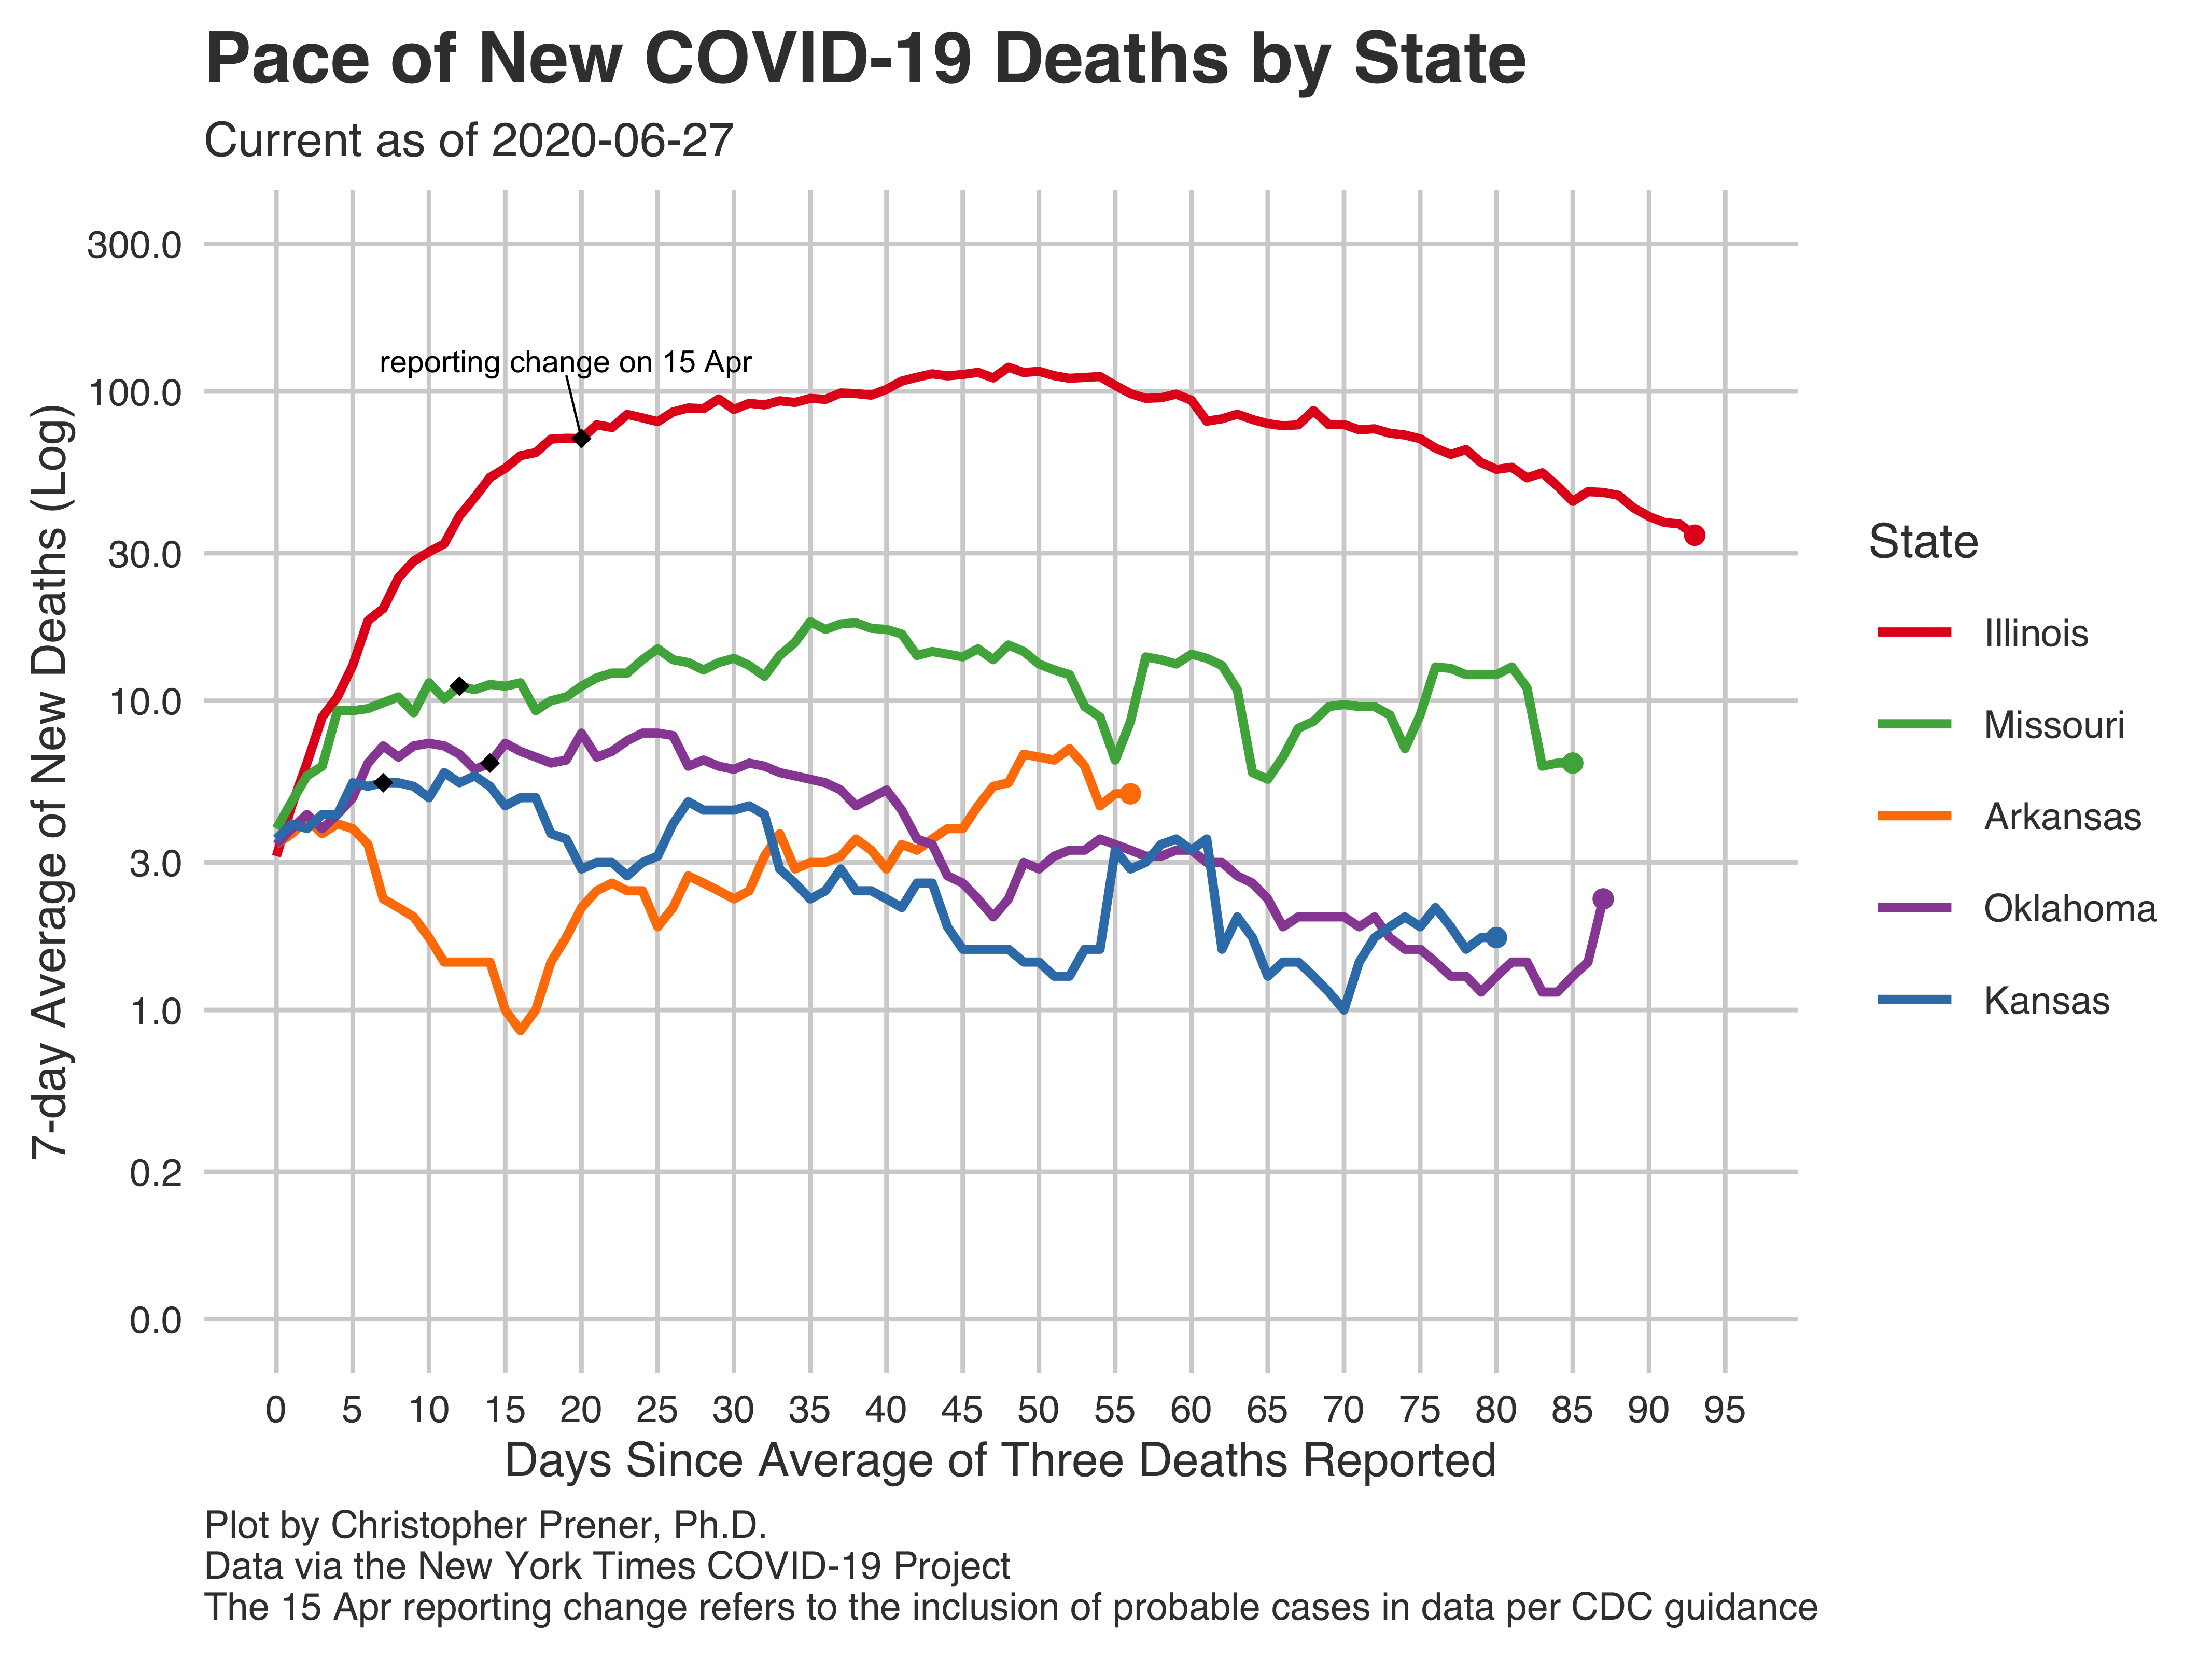 Pace of New COVID-19 Deaths by State
Current as of 2020-06-27
7-day Average of New Deaths (Log)
300.0
100.0
30.0
10.0
3.0
1.0
0.2
0.0
reporting change on 15 Apr
0 5 10 15 20 25 30 35 40 45 50 55 60 65 70 75 80 85 90 95
Days Since Average of Three Deaths Reported
State
Illinois
Missouri
Arkansas
Oklahoma
Kansas
Plot by Christopher Prener, Ph.D.
Data via the New York Times COVID-19 Project
The 15 Apr reporting change refers to the inclusion of probable cases in data per CDC guidance